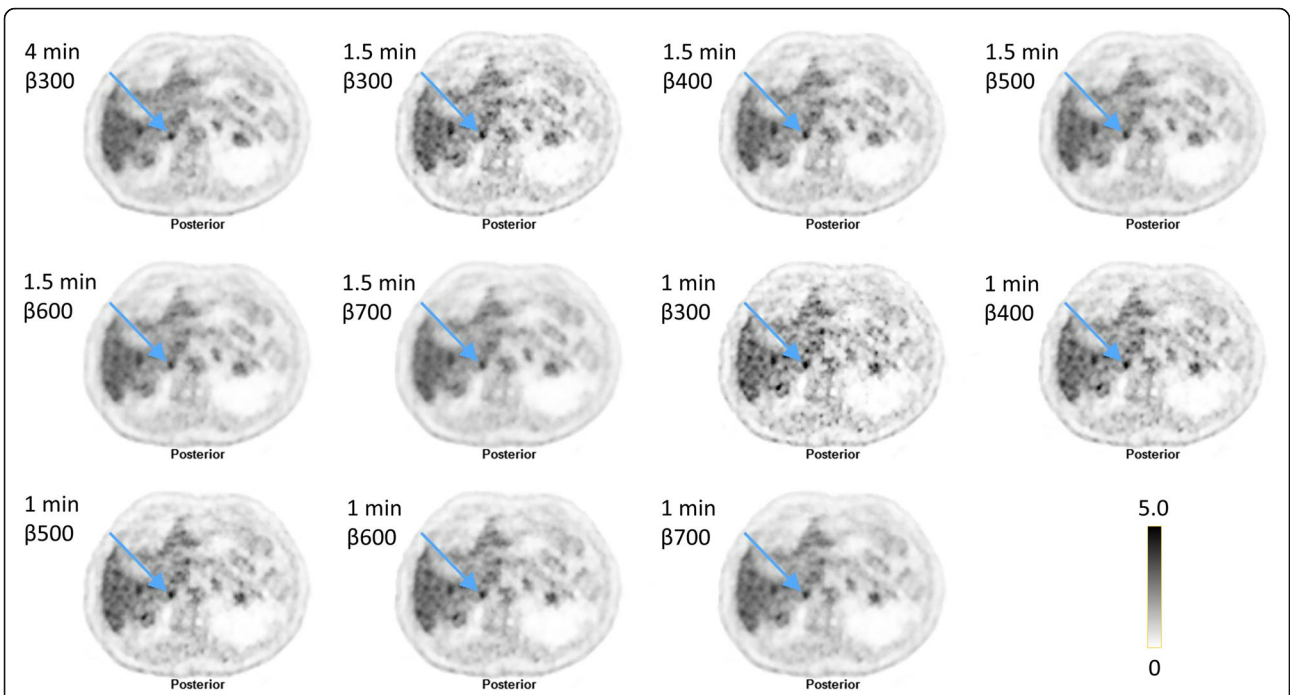 4 min
β300
Posterior
1.5 min
β300
Posterior
1.5 min
β400
Posterior
1.5 min
β500
Posterior
1.5 min
β600
Posterior
1.5 min
β700
Posterior
1 min
β300
Posterior
1 min
β400
Posterior
1 min
β500
Posterior
1 min
β600
Posterior
1 min
β700
Posterior
5.0
0